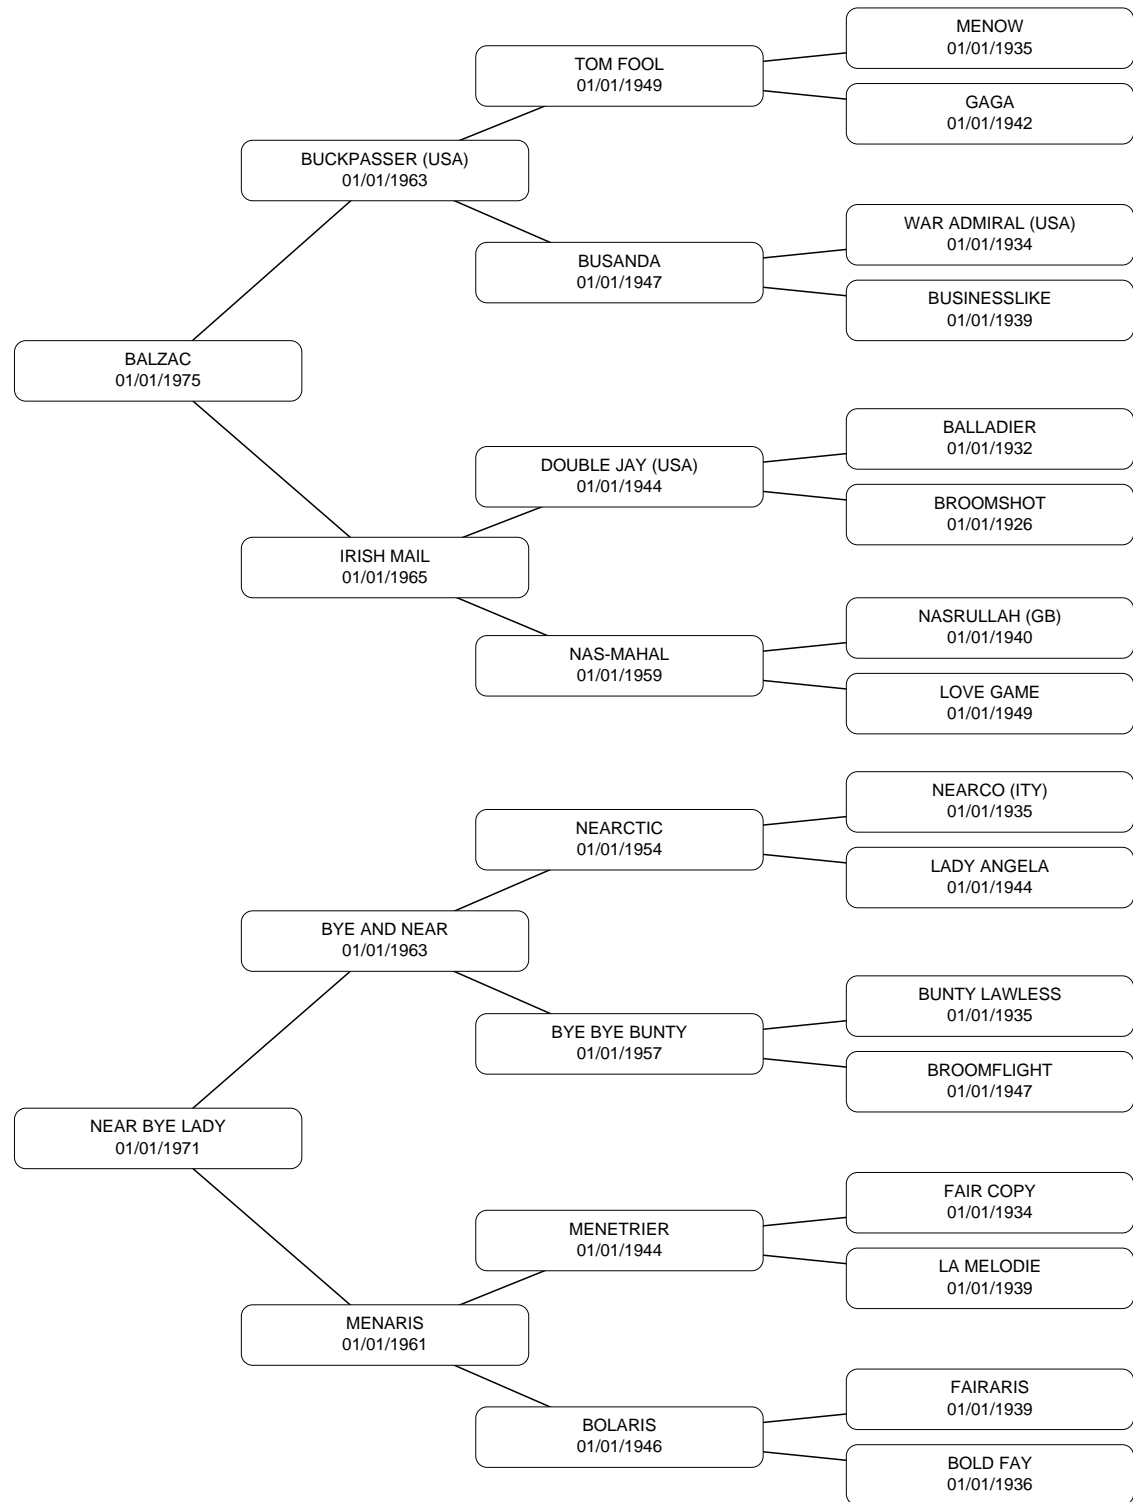 MENOW
01/01/1935
TOM FOOL
01/01/1949
GAGA
01/01/1942
BUCKPASSER (USA)
01/01/1963
WAR ADMIRAL (USA)
01/01/1934
BUSANDA
01/01/1947
BUSINESSLIKE
01/01/1939
BALZAC
01/01/1975
BALLADIER
01/01/1932
DOUBLE JAY (USA)
01/01/1944
BROOMSHOT
01/01/1926
IRISH MAIL
01/01/1965
NASRULLAH (GB)
01/01/1940
NAS-MAHAL
01/01/1959
LOVE GAME
01/01/1949
NEARCO (ITY)
01/01/1935
NEARCTIC
01/01/1954
LADY ANGELA
01/01/1944
BYE AND NEAR
01/01/1963
BUNTY LAWLESS
01/01/1935
BYE BYE BUNTY
01/01/1957
BROOMFLIGHT
01/01/1947
NEAR BYE LADY
01/01/1971
FAIR COPY
01/01/1934
MENETRIER
01/01/1944
LA MELODIE
01/01/1939
MENARIS
01/01/1961
FAIRARIS
01/01/1939
BOLARIS
01/01/1946
BOLD FAY
01/01/1936